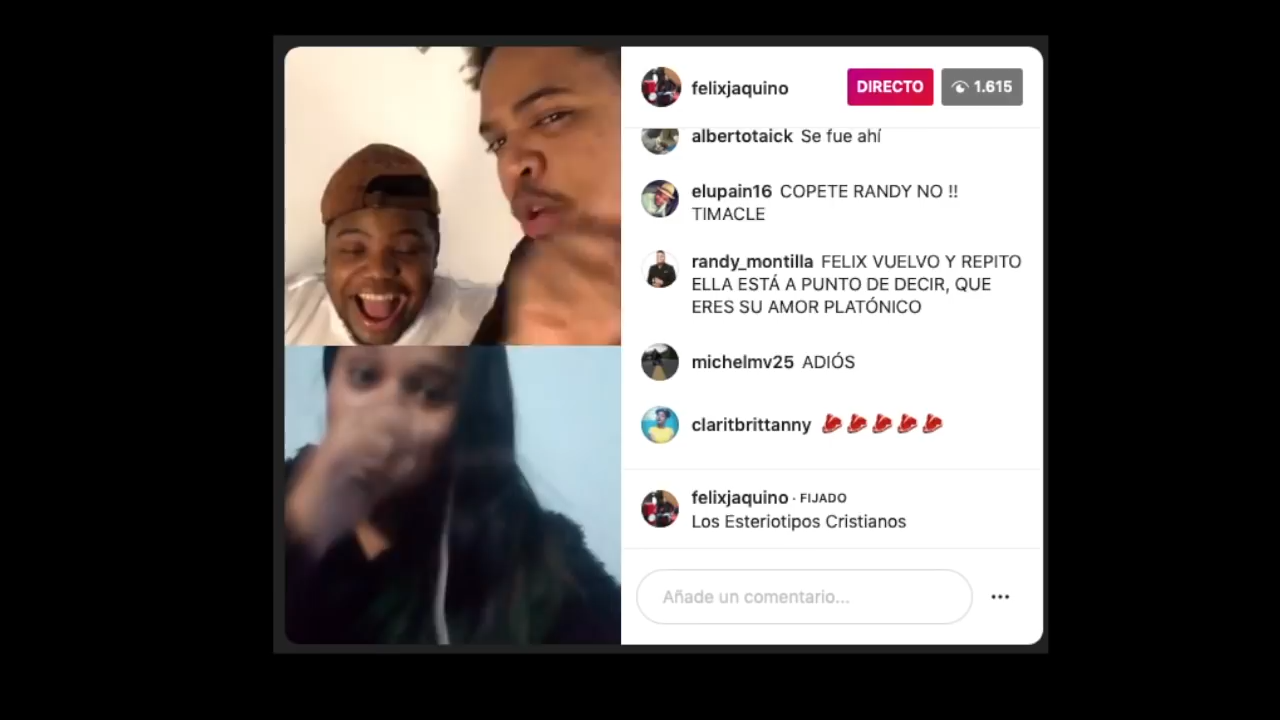 felixjaquino
DIRECTO
1.615
albertotaick Se fue ahí
elupain16 COPETE RANDY NO !!
TIMACLE
randy_montilla FELIX VUELVO Y REPITO
ELLA ESTÁ A PUNTO DE DECIR, QUE
ERES SU AMOR PLATÓNICO
michelmv25 ADIÓS
claritbrittanny 🥩🥩🥩🥩🥩
felixjaquino · FIJADO
Los Esteriotipos Cristianos
Añade un comentario...